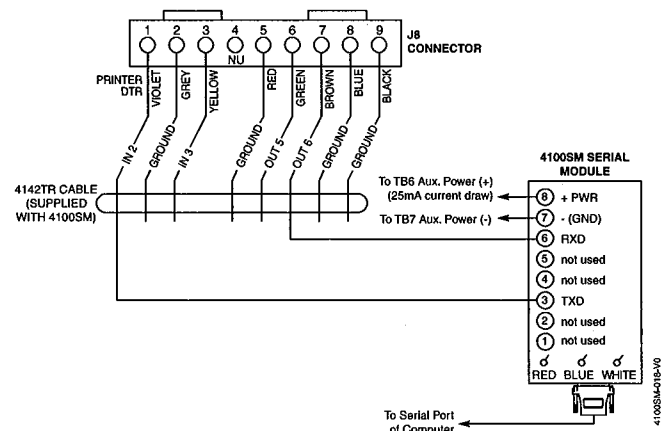 1 2 3 4 5 6 7 8 9
J8
CONNECTOR
NU
PRINTER
DTR
VIOLET
GREY
YELLOW
RED
GREEN
BROWN
BLUE
BLACK
IN 2
GROUND
IN 3
GROUND
OUT 5
OUT 6
GROUND
GROUND
4142TR CABLE
(SUPPLIED
WITH 4100SM)
4100SM SERIAL
MODULE
To TB6 Aux. Power (+)
(25mA current draw)
To TB7 Aux. Power (-)
8 + PWR
7 - (GND)
6 RXD
5 not used
4 not used
3 TXD
2 not used
1 not used
RED BLUE WHITE
To Serial Port
of Computer
4100SM-018-V0